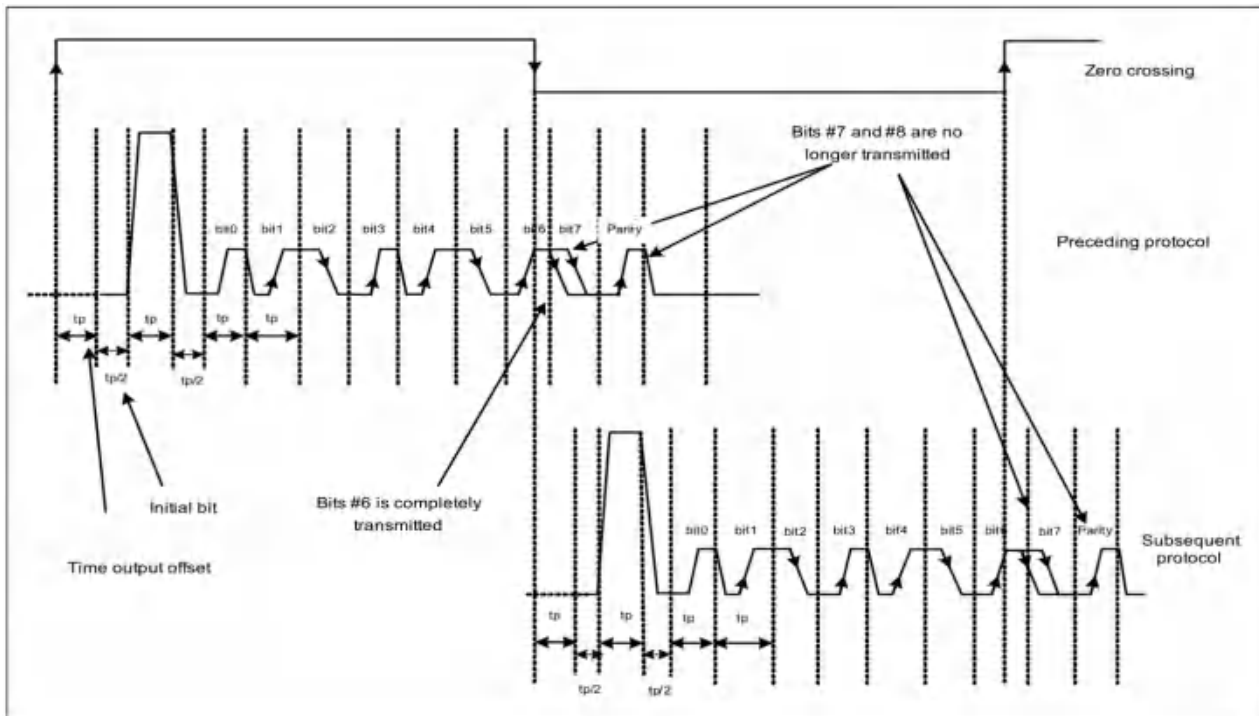 Zero crossing
Bits #7 and #8 are no
longer transmitted
bit0 bit1 bit2 bit3 bit4 bit5 bit6 bit7 Parity
Preceding protocol
tp tp tp tp
tp/2 tp/2
Initial bit
Bits #6 is completely
transmitted
Time output offset
bit0 bit1 bit2 bit3 bit4 bit5 bit6 bit7 Parity
Subsequent
protocol
tp tp tp tp
tp/2 tp/2